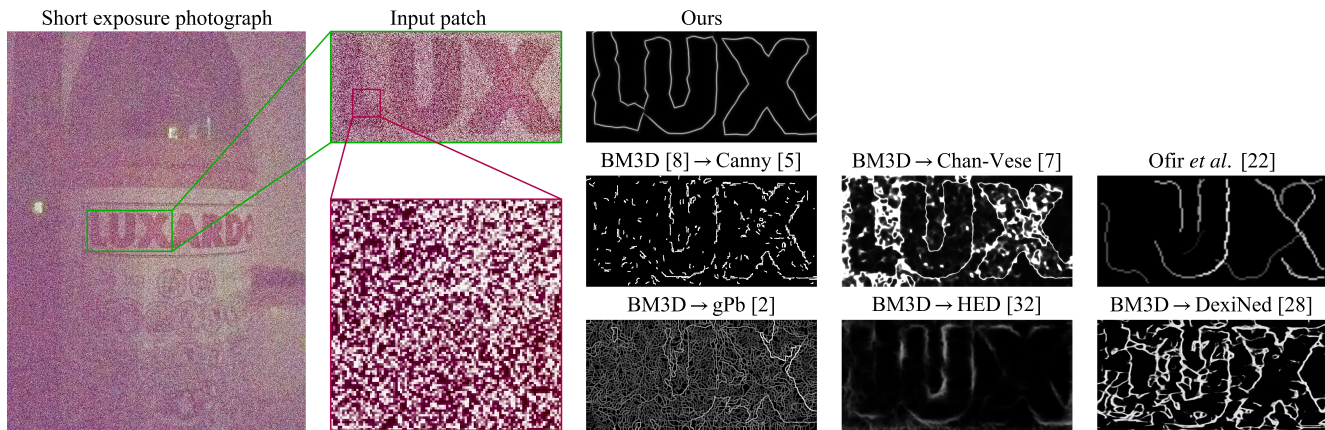 Short exposure photograph
Input patch
Ours
LUXARDO
LUX
BM3D [8] → Canny [5]
BM3D → Chan-Vese [7]
Ofir et al. [22]
BM3D → gPb [2]
BM3D → HED [32]
BM3D → DexiNed [28]